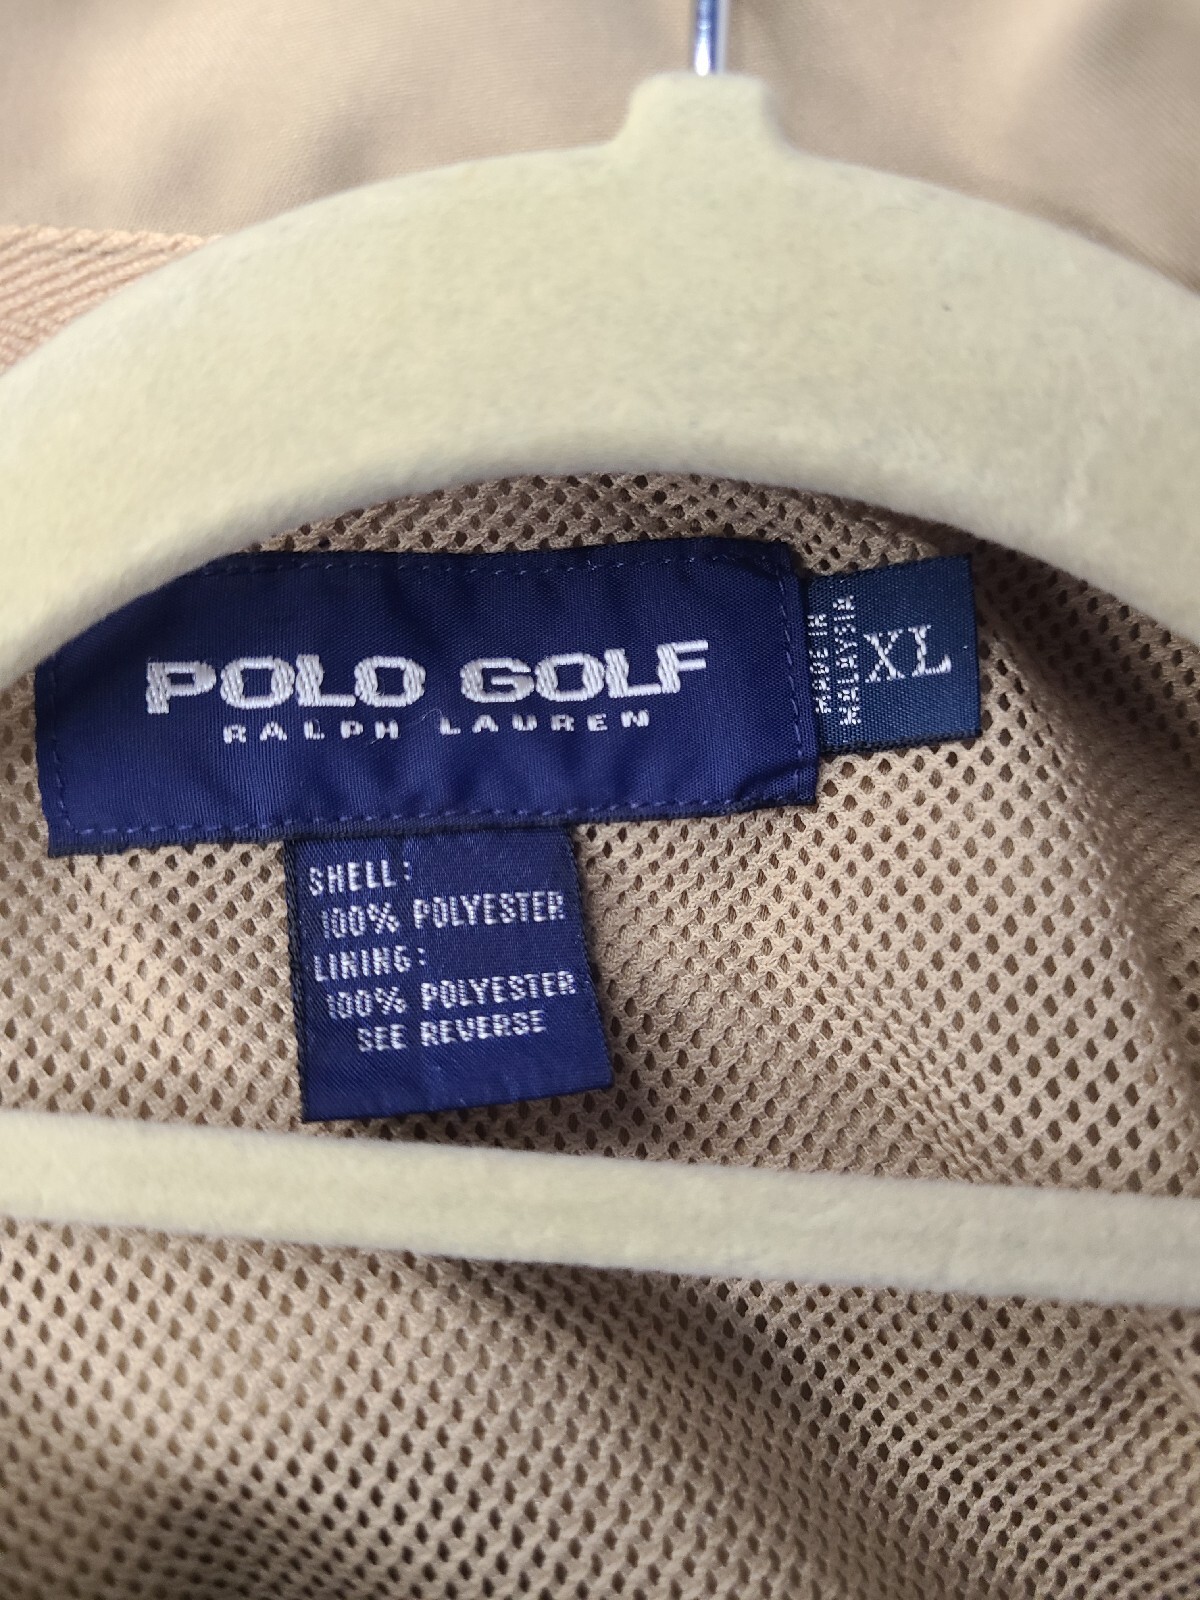 POLO GOLF
RALPH LAUREN
MADE IN
MALAYSIA
XL
SHELL:
100% POLYESTER
LINING:
100% POLYESTER
SEE REVERSE